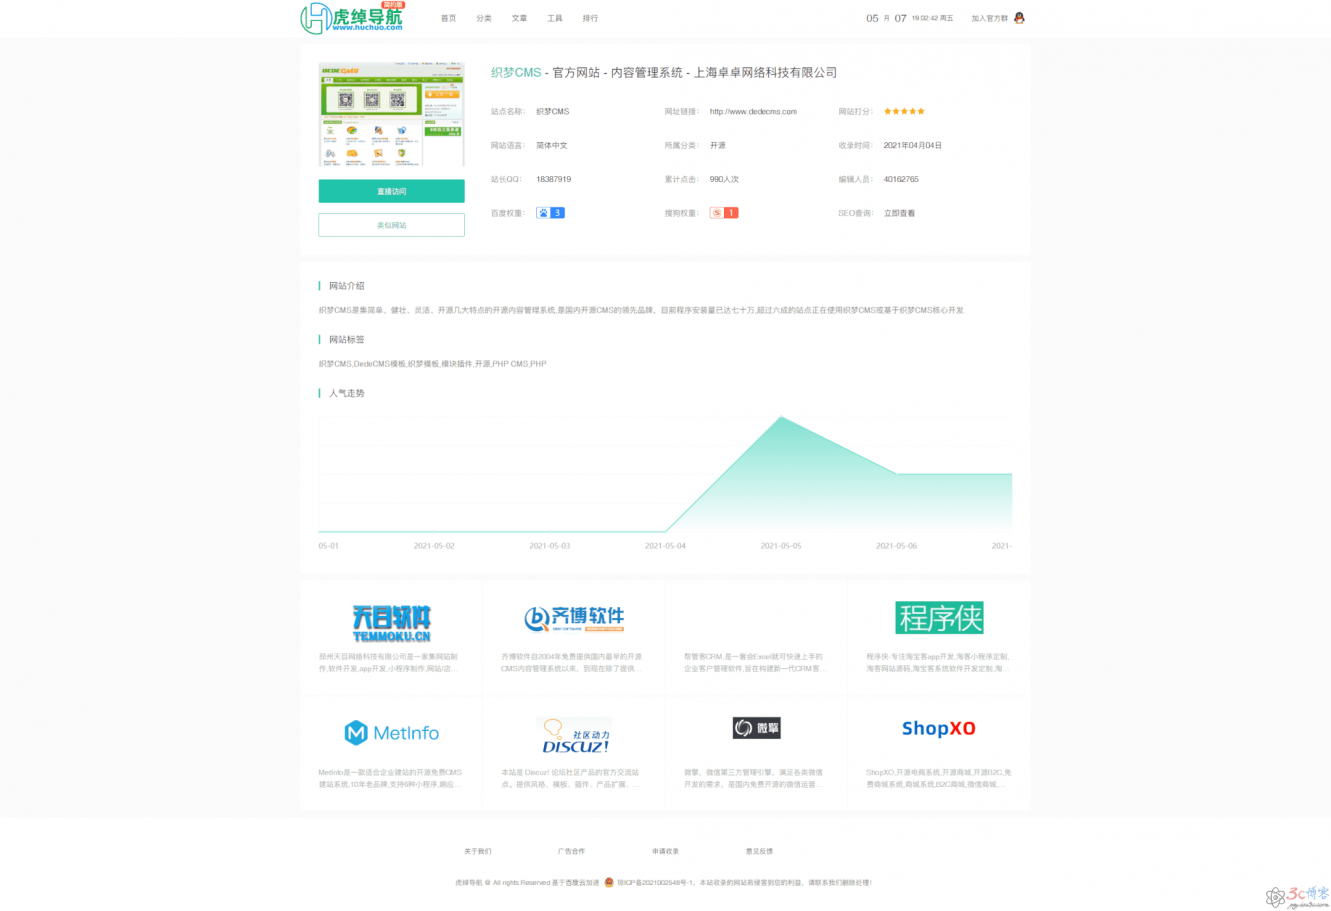 虎绰导航
简约版
www.huchuo.com
首页 分类 文章 工具 排行
05 月 07 19:02:42 周五 加入官方群
织梦CMS - 官方网站 - 内容管理系统 - 上海卓卓网络科技有限公司
站点名称: 织梦CMS 网址链接: http://www.dedecms.com 网站打分:
网站语言: 简体中文 所属分类: 开源 收录时间: 2021年04月04日
站长QQ: 18387919 累计点击: 990人次 编辑人员: 40162765
百度权重: 3 搜狗权重: 1 SEO查询: 立即查看
直接访问
类似网站
网站介绍
织梦CMS是集简单、健壮、灵活、开源几大特点的开源内容管理系统,是国内开源CMS的领先品牌。目前程序安装量已达七十万,超过六成的站点正在使用织梦CMS或基于织梦CMS核心开发.
网站标签
织梦CMS,DedeCMS模板,织梦模板,模块插件,开源,PHP CMS,PHP
人气走势
05-01 2021-05-02 2021-05-03 2021-05-04 2021-05-05 2021-05-06 2021-
天目软件
TEMMOKU.CN
郑州天目网络科技有限公司是一家集网站制
作,软件开发,app开发,小程序制作,网站/店...
齐博软件
齐博软件自2004年免费提供国内最早的开源
CMS内容管理系统以来。到现在除了提供...
帮管客CRM,是一套会Excel就可快速上手的
企业客户管理软件,旨在构建新一代CRM客...
程序侠
程序侠-专注淘宝客app开发,淘客小程序定制,
淘客网站源码,淘宝客系统软件开发定制,淘...
MetInfo
MetInfo是一款适合企业建站的开源免费CMS
建站系统,10年老品牌,支持6种小程序,响应...
社区动力
DISCUZ!
本站是 Discuz! 论坛社区产品的官方交流站
点。提供风格、模板、插件、产品扩展、...
微擎
微擎，微信第三方管理引擎，满足各类微信
开发的需求，是国内免费开源的微信运营...
ShopXO
ShopXO,开源电商系统,开源商城,开源B2C,免
费商城系统,商城系统,B2C商城,微信商城,...
关于我们 广告合作 申请收录 意见反馈
虎绰导航 @ All rights Reserved 基于百度云加速 琼ICP备2021002548号-1，本站收录的网站若侵害到您的利益，请联系我们删除处理!
3c博客